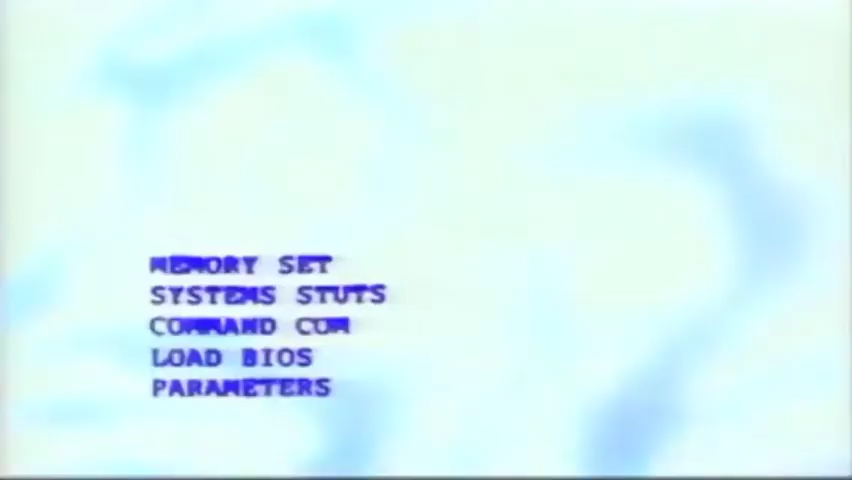 MEMORY SET
SYSTEMS STUTS
COMMAND COM
LOAD BIOS
PARAMETERS